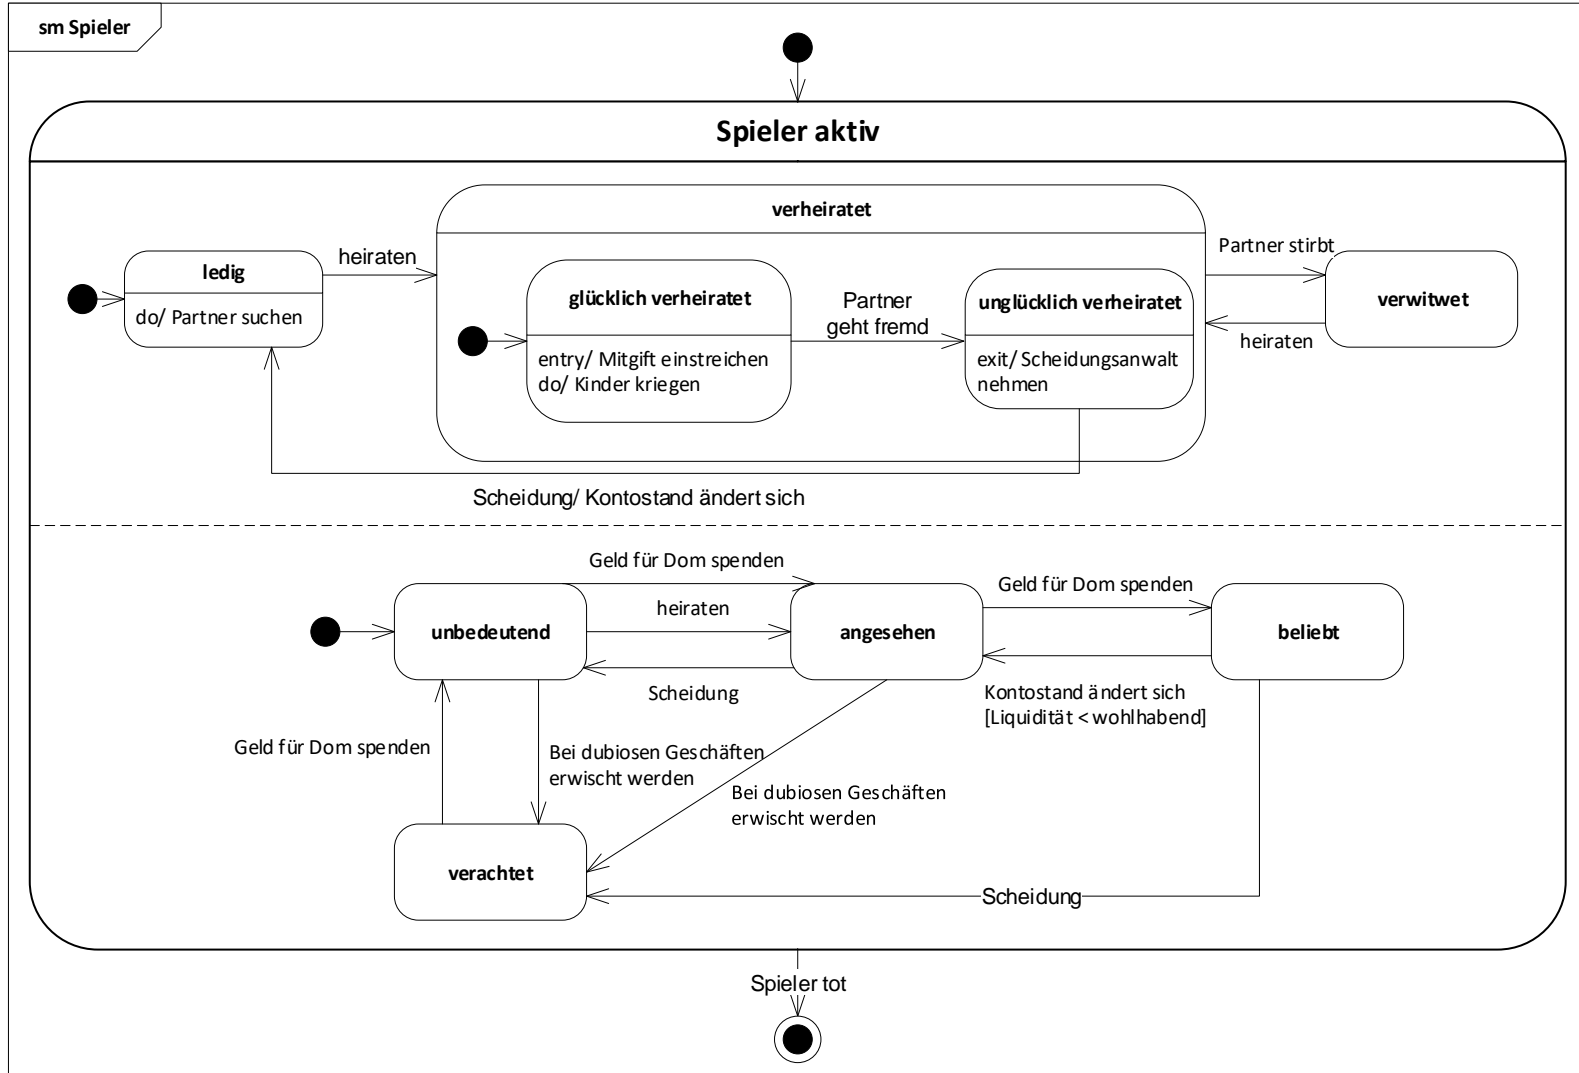 sm Spieler
Spieler aktiv
verheiratet
ledig
do/ Partner suchen
heiraten
glücklich verheiratet
entry/ Mitgift einstreichen
do/ Kinder kriegen
Partner
geht fremd
unglücklich verheiratet
exit/ Scheidungsanwalt
nehmen
Partner stirbt
verwitwet
heiraten
Scheidung/ Kontostand ändert sich
Geld für Dom spenden
Geld für Dom spenden
heiraten
unbedeutend
angesehen
beliebt
Scheidung
Kontostand ändert sich
[Liquidität < wohlhabend]
Geld für Dom spenden
Bei dubiosen Geschäften
erwischt werden
Bei dubiosen Geschäften
erwischt werden
verachtet
Scheidung
Spieler tot